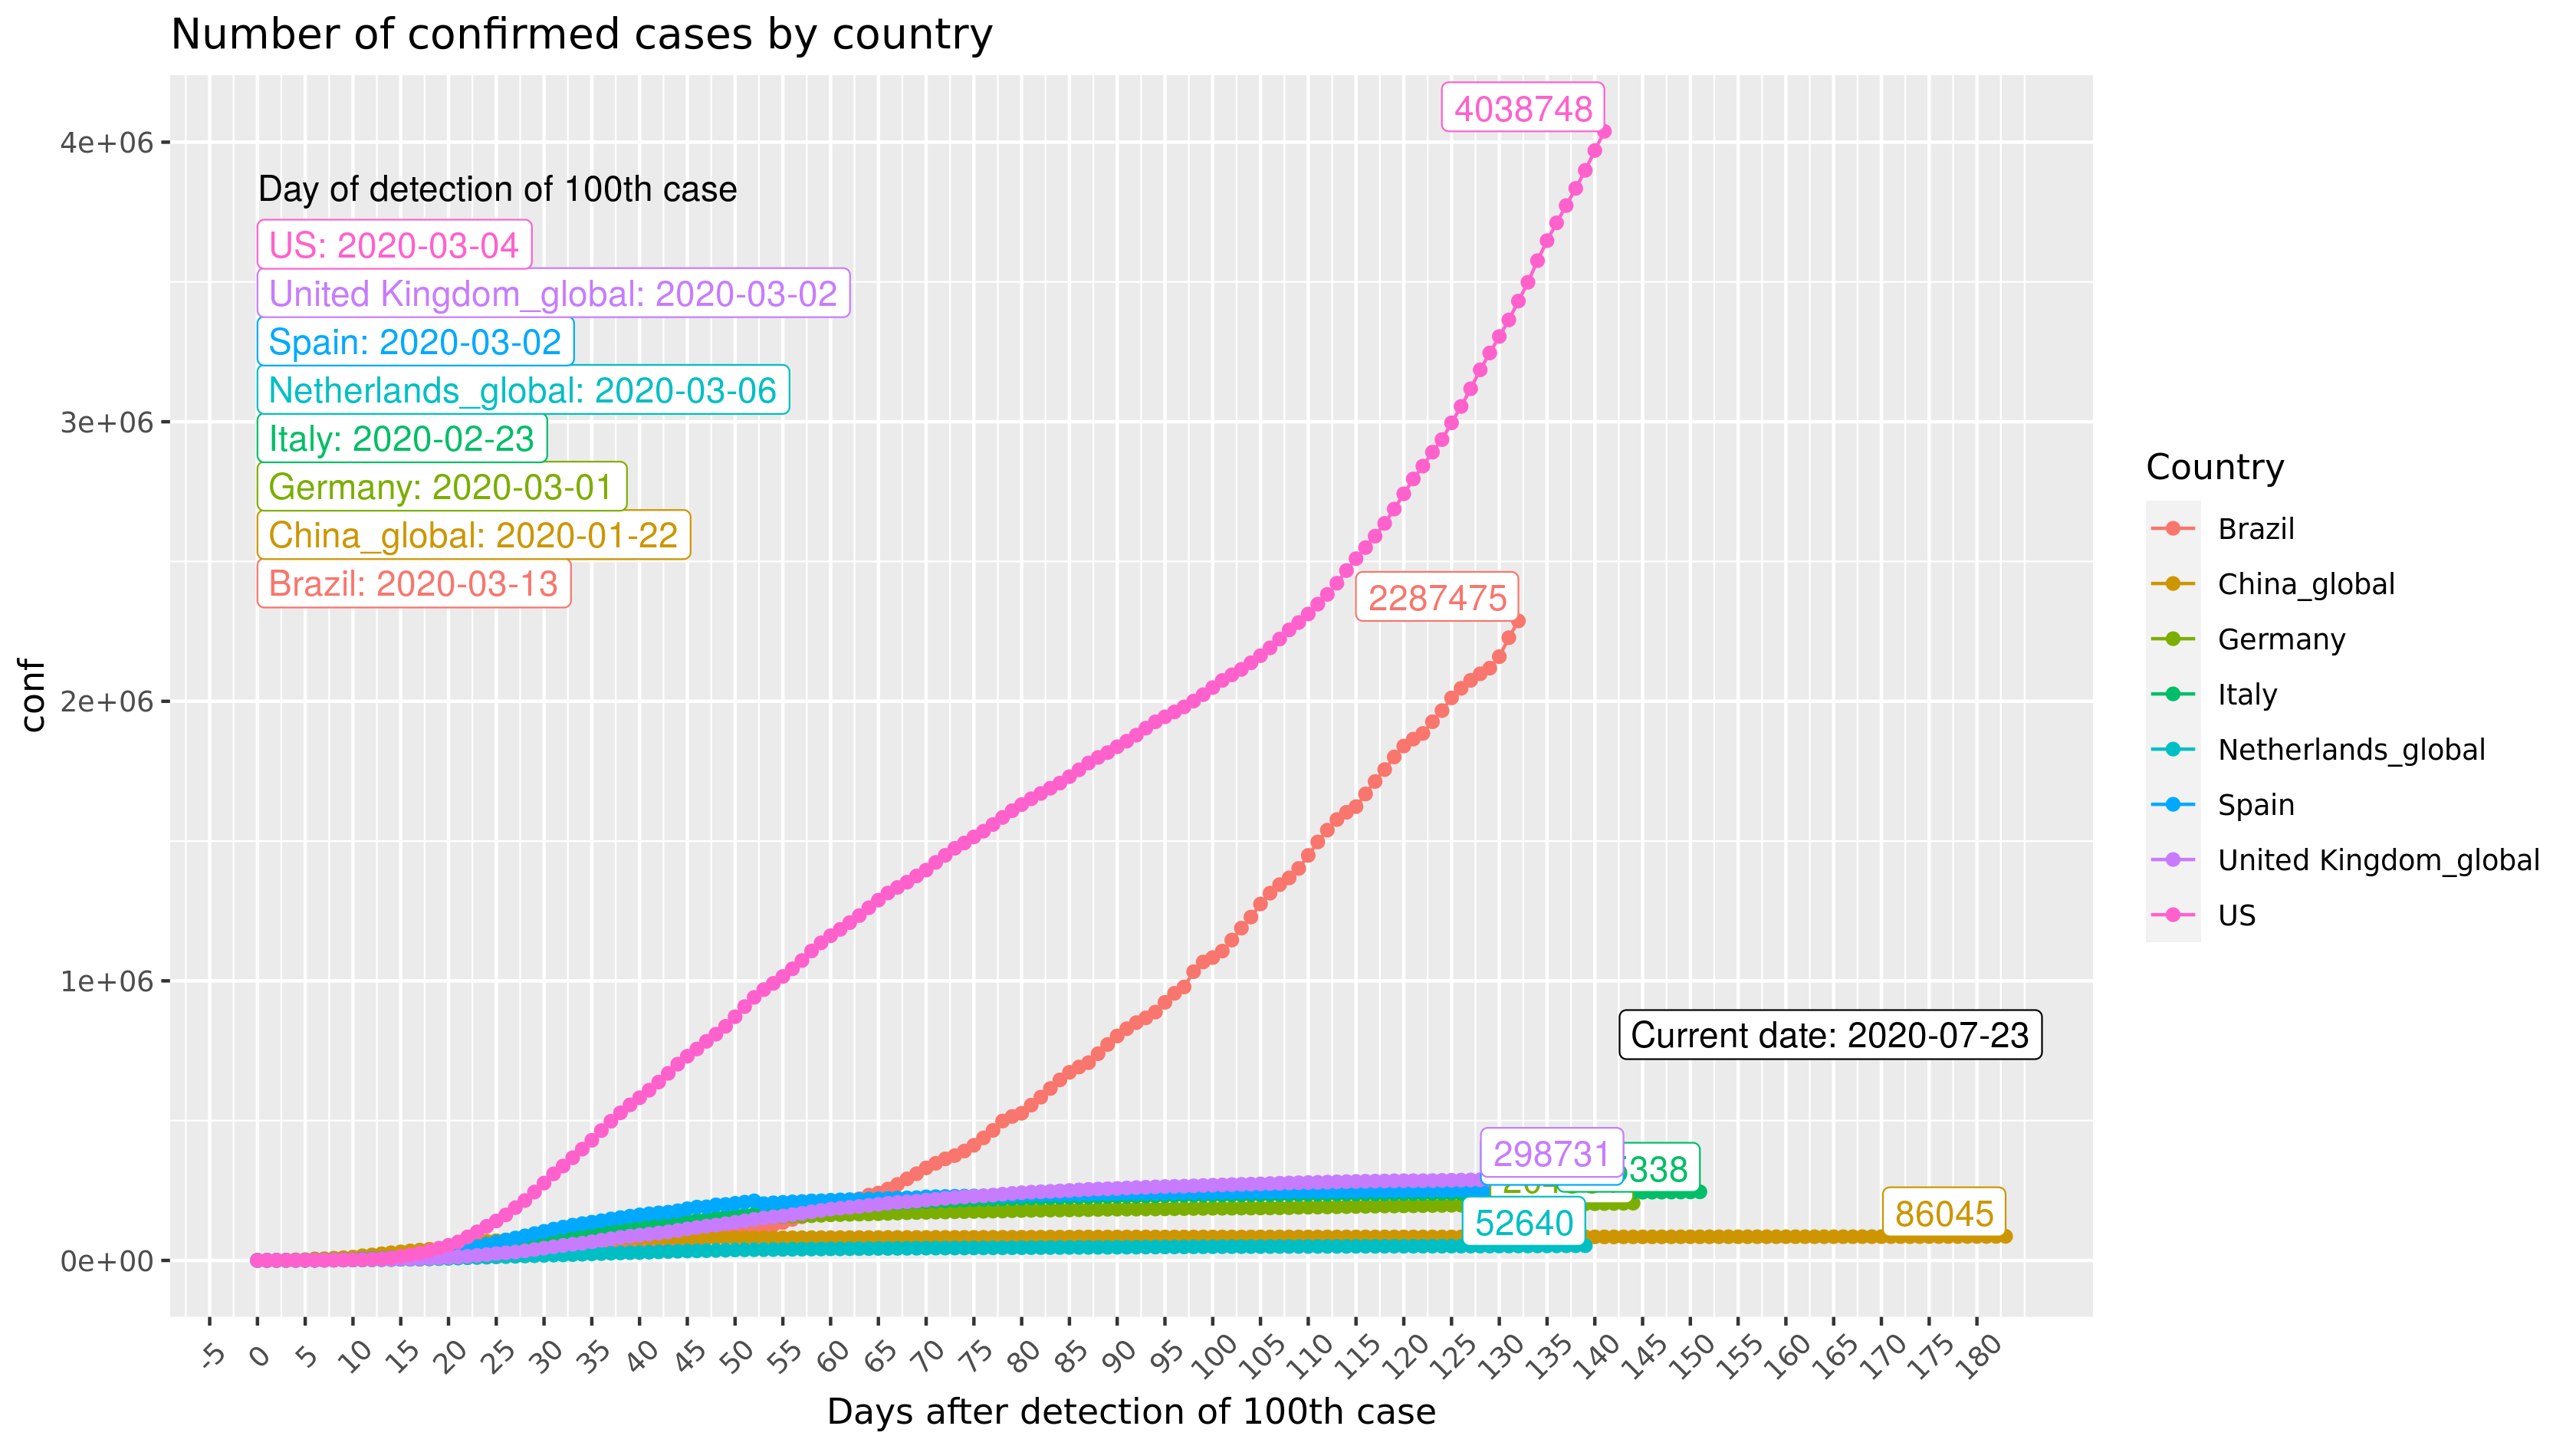 Number of confirmed cases by country
4038748
4e+06
Day of detection of 100th case
US: 2020-03-04
United Kingdom_global: 2020-03-02
Spain: 2020-03-02
Netherlands_global: 2020-03-06
3e+06
Italy: 2020-02-23
Germany: 2020-03-01
China_global: 2020-01-22
Brazil: 2020-03-13
2287475
2e+06
conf
1e+06
Current date: 2020-07-23
298731
86045
52640
0e+00
-5 0 5 10 15 20 25 30 35 40 45 50 55 60 65 70 75 80 85 90 95 100 105 110 115 120 125 130 135 140 145 150 155 160 165 170 175 180
Days after detection of 100th case
Country
Brazil
China_global
Germany
Italy
Netherlands_global
Spain
United Kingdom_global
US